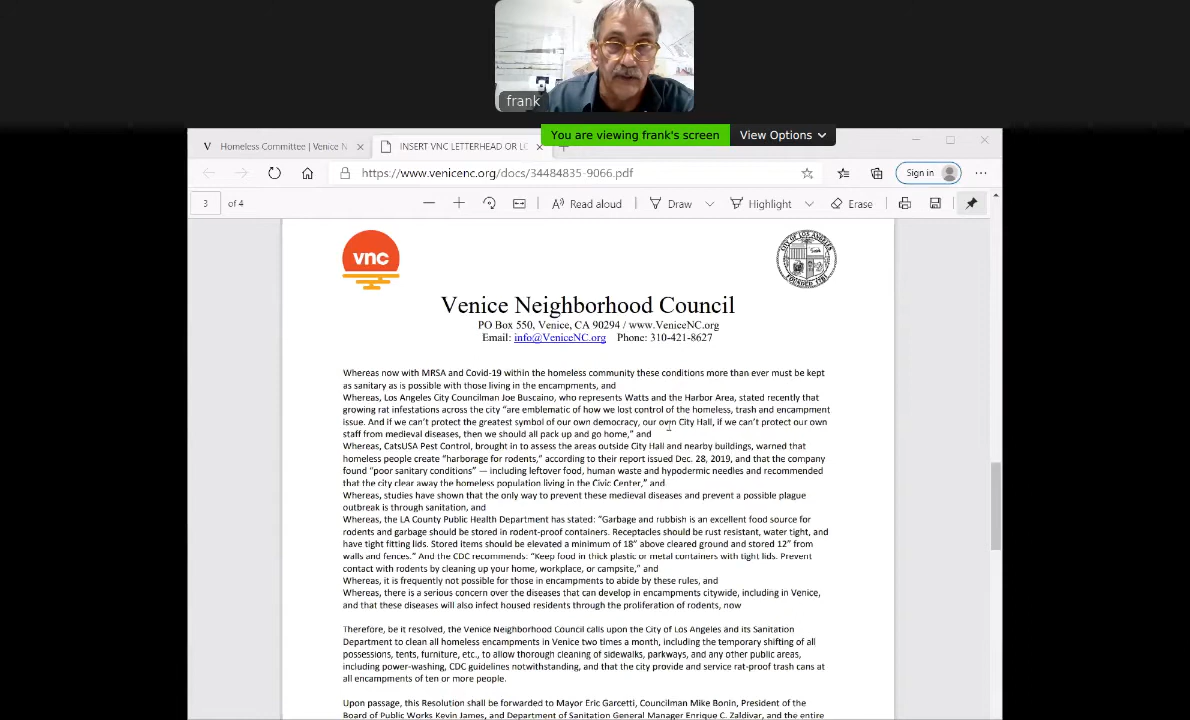 frank
You are viewing frank's screen
View Options
Homeless Committee | Venice N
INSERT VNC LETTERHEAD OR LO
https://www.venicenc.org/docs/34484835-9066.pdf
Sign in
3 of 4
Read aloud
Draw
Highlight
Erase
vnc
CITY OF LOS ANGELES
FOUNDED 1781
Venice Neighborhood Council
PO Box 550, Venice, CA 90294 / www.VeniceNC.org
Email: info@VeniceNC.org Phone: 310-421-8627
Whereas now with MRSA and Covid-19 within the homeless community these conditions more than ever must be kept
as sanitary as is possible with those living in the encampments, and
Whereas, Los Angeles City Councilman Joe Buscaino, who represents Watts and the Harbor Area, stated recently that
growing rat infestations across the city “are emblematic of how we lost control of the homeless, trash and encampment
issue. And if we can’t protect the greatest symbol of our own democracy, our own City Hall, if we can’t protect our own
staff from medieval diseases, then we should all pack up and go home,” and
Whereas, CatsUSA Pest Control, brought in to assess the areas outside City Hall and nearby buildings, warned that
homeless people create “harborage for rodents,” according to their report issued Dec. 28, 2019, and that the company
found “poor sanitary conditions” — including leftover food, human waste and hypodermic needles and recommended
that the city clear away the homeless population living in the Civic Center,” and
Whereas, studies have shown that the only way to prevent these medieval diseases and prevent a possible plague
outbreak is through sanitation, and
Whereas, the LA County Public Health Department has stated: “Garbage and rubbish is an excellent food source for
rodents and garbage should be stored in rodent-proof containers. Receptacles should be rust resistant, water tight, and
have tight fitting lids. Stored items should be elevated a minimum of 18” above cleared ground and stored 12” from
walls and fences.” And the CDC recommends: “Keep food in thick plastic or metal containers with tight lids. Prevent
contact with rodents by cleaning up your home, workplace, or campsite,” and
Whereas, it is frequently not possible for those in encampments to abide by these rules, and
Whereas, there is a serious concern over the diseases that can develop in encampments citywide, including in Venice,
and that these diseases will also infect housed residents through the proliferation of rodents, now
Therefore, be it resolved, the Venice Neighborhood Council calls upon the City of Los Angeles and its Sanitation
Department to clean all homeless encampments in Venice two times a month, including the temporary shifting of all
possessions, tents, furniture, etc., to allow thorough cleaning of sidewalks, parkways, and any other public areas,
including power-washing, CDC guidelines notwithstanding, and that the city provide and service rat-proof trash cans at
all encampments of ten or more people.
Upon passage, this Resolution shall be forwarded to Mayor Eric Garcetti, Councilman Mike Bonin, President of the
Board of Public Works Kevin James, and Department of Sanitation General Manager Enrique C. Zaldivar, and the entire